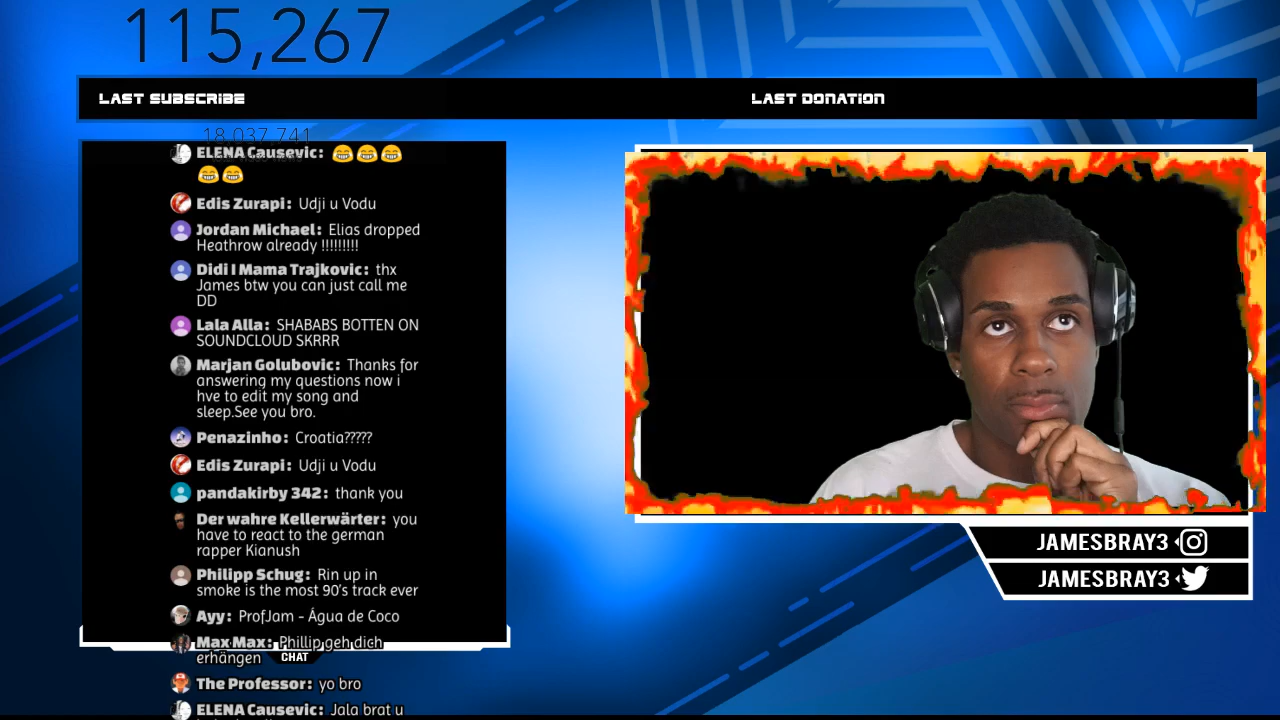 115,267
LAST SUBSCRIBE
LAST DONATION
18,037,741
ELENA Causevic: 😁😁😁
😁😁
Edis Zurapi: Udji u Vodu
Jordan Michael: Elias dropped
Heathrow already !!!!!!!!!
Didi I Mama Trajkovic: thx
James btw you can just call me
DD
Lala Alla: SHABABS BOTTEN ON
SOUNDCLOUD SKRRR
Marjan Golubovic: Thanks for
answering my questions now i
hve to edit my song and
sleep.See you bro.
Penazinho: Croatia?????
Edis Zurapi: Udji u Vodu
pandakirby 342: thank you
Der wahre Kellerwärter: you
have to react to the german
rapper Kianush
Philipp Schug: Rin up in
smoke is the most 90's track ever
Ayy: ProfJam - Água de Coco
Max Max: Phillip geh dich
erhängen
CHAT
The Professor: yo bro
ELENA Causevic: Jala brat u
JAMESBRAY3
JAMESBRAY3